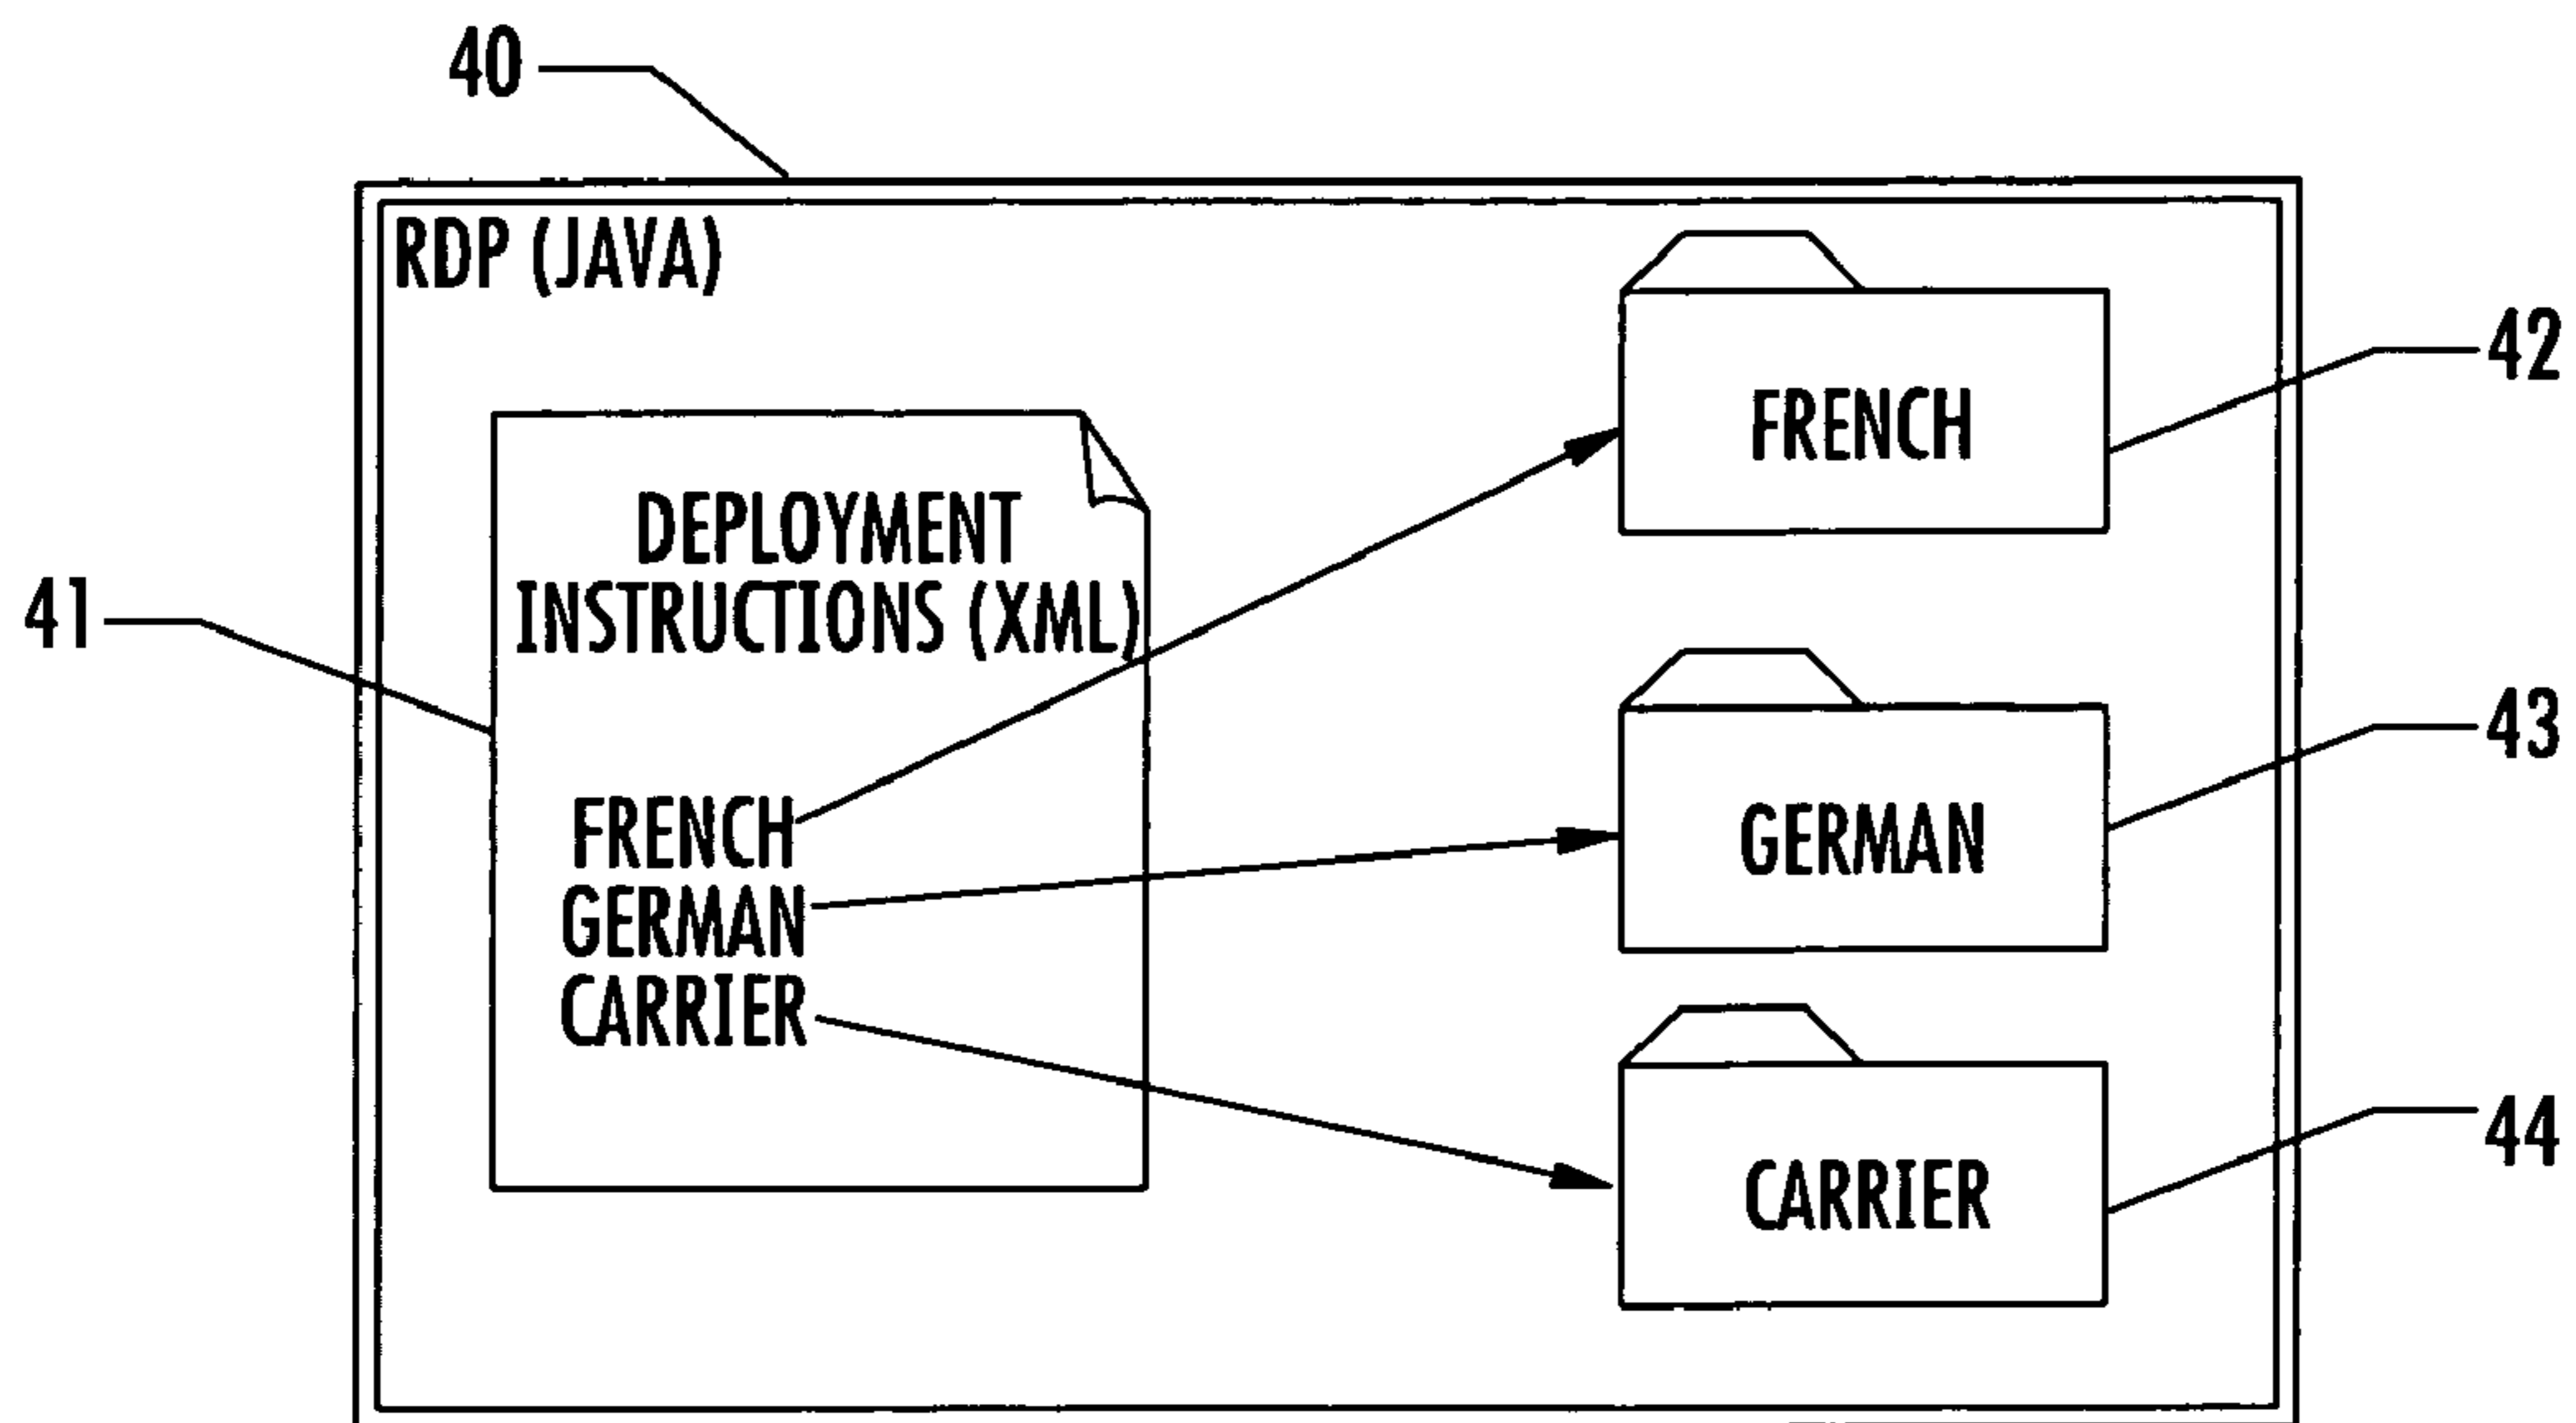 40
RDP (JAVA)
FRENCH
42
DEPLOYMENT
INSTRUCTIONS (XML)
41
GERMAN
43
FRENCH
GERMAN
CARRIER
CARRIER
44